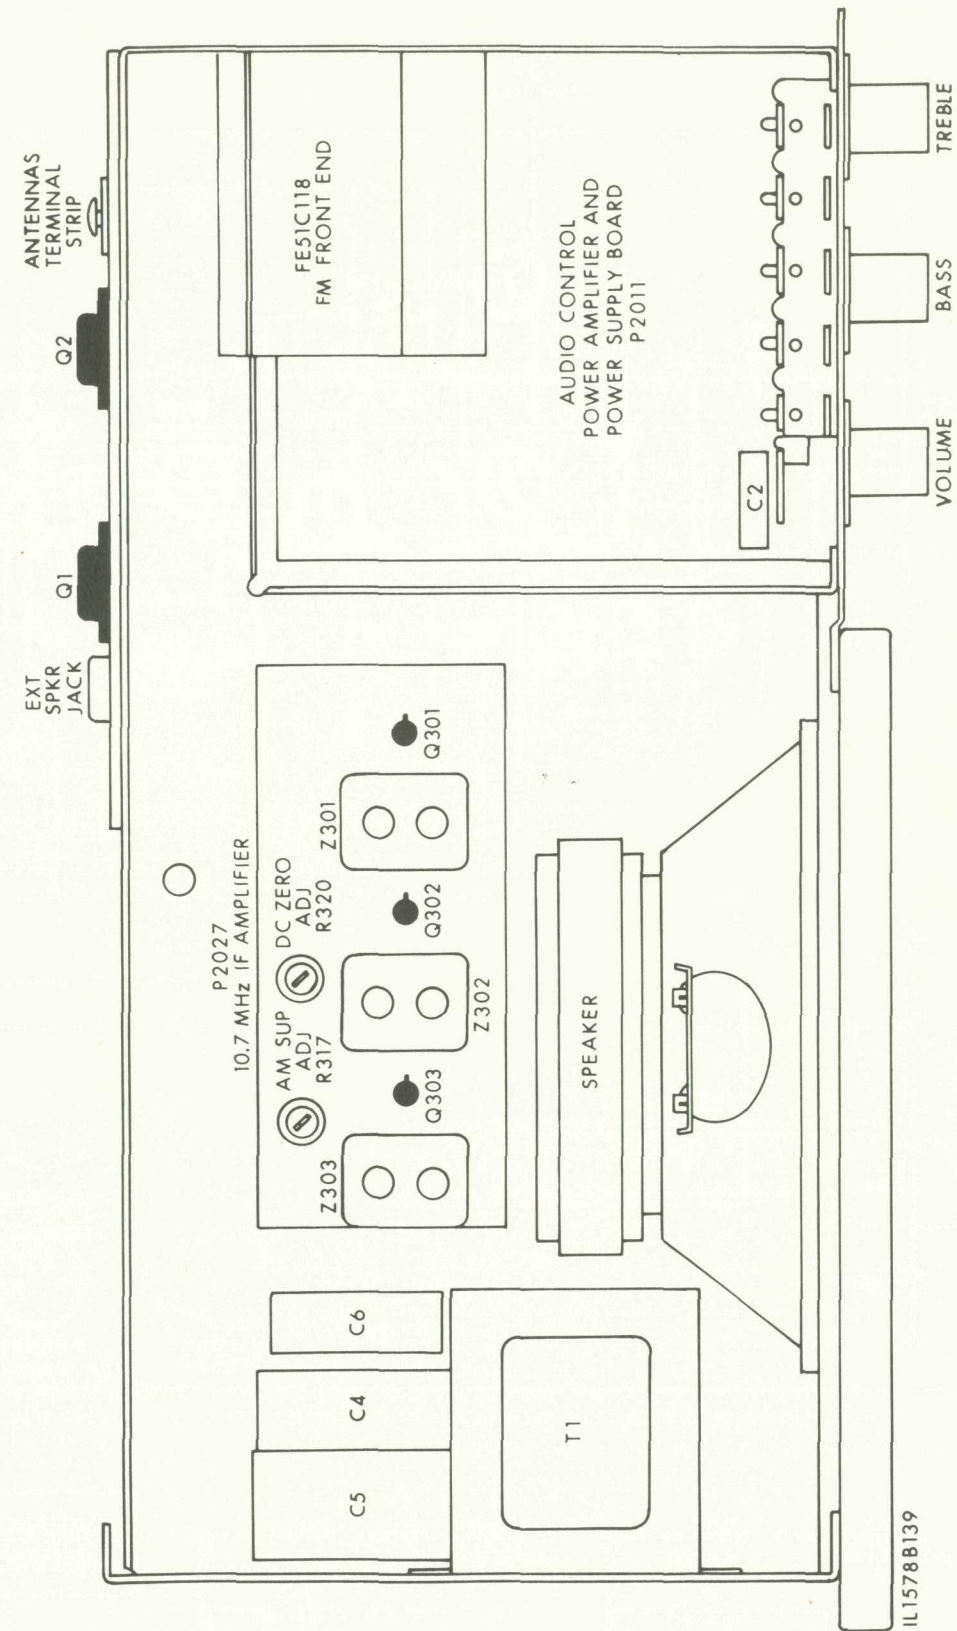 EXT
SPKR
JACK
Q1
Q2
ANTENNAS
TERMINAL
STRIP
P2027
10.7 MHz IF AMPLIFIER
AM SUP
ADJ
R317
DC ZERO
ADJ
R320
Z303
Q303
Z302
Q302
Z301
Q301
C5
C4
C6
T1
SPEAKER
FE51C118
FM FRONT END
AUDIO CONTROL
POWER AMPLIFIER AND
POWER SUPPLY BOARD
P2011
C2
VOLUME
BASS
TREBLE
IL1578B139